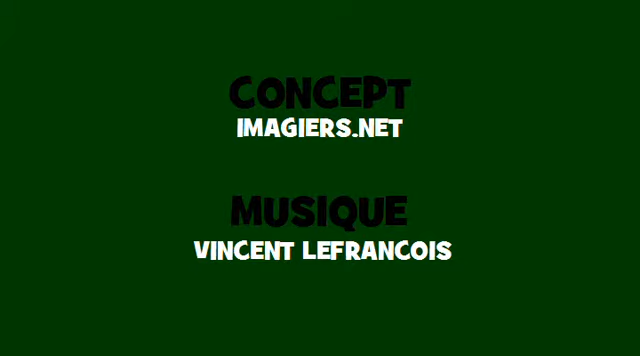 CONCEPT
IMAGIERS.NET
MUSIQUE
VINCENT LEFRANCOIS